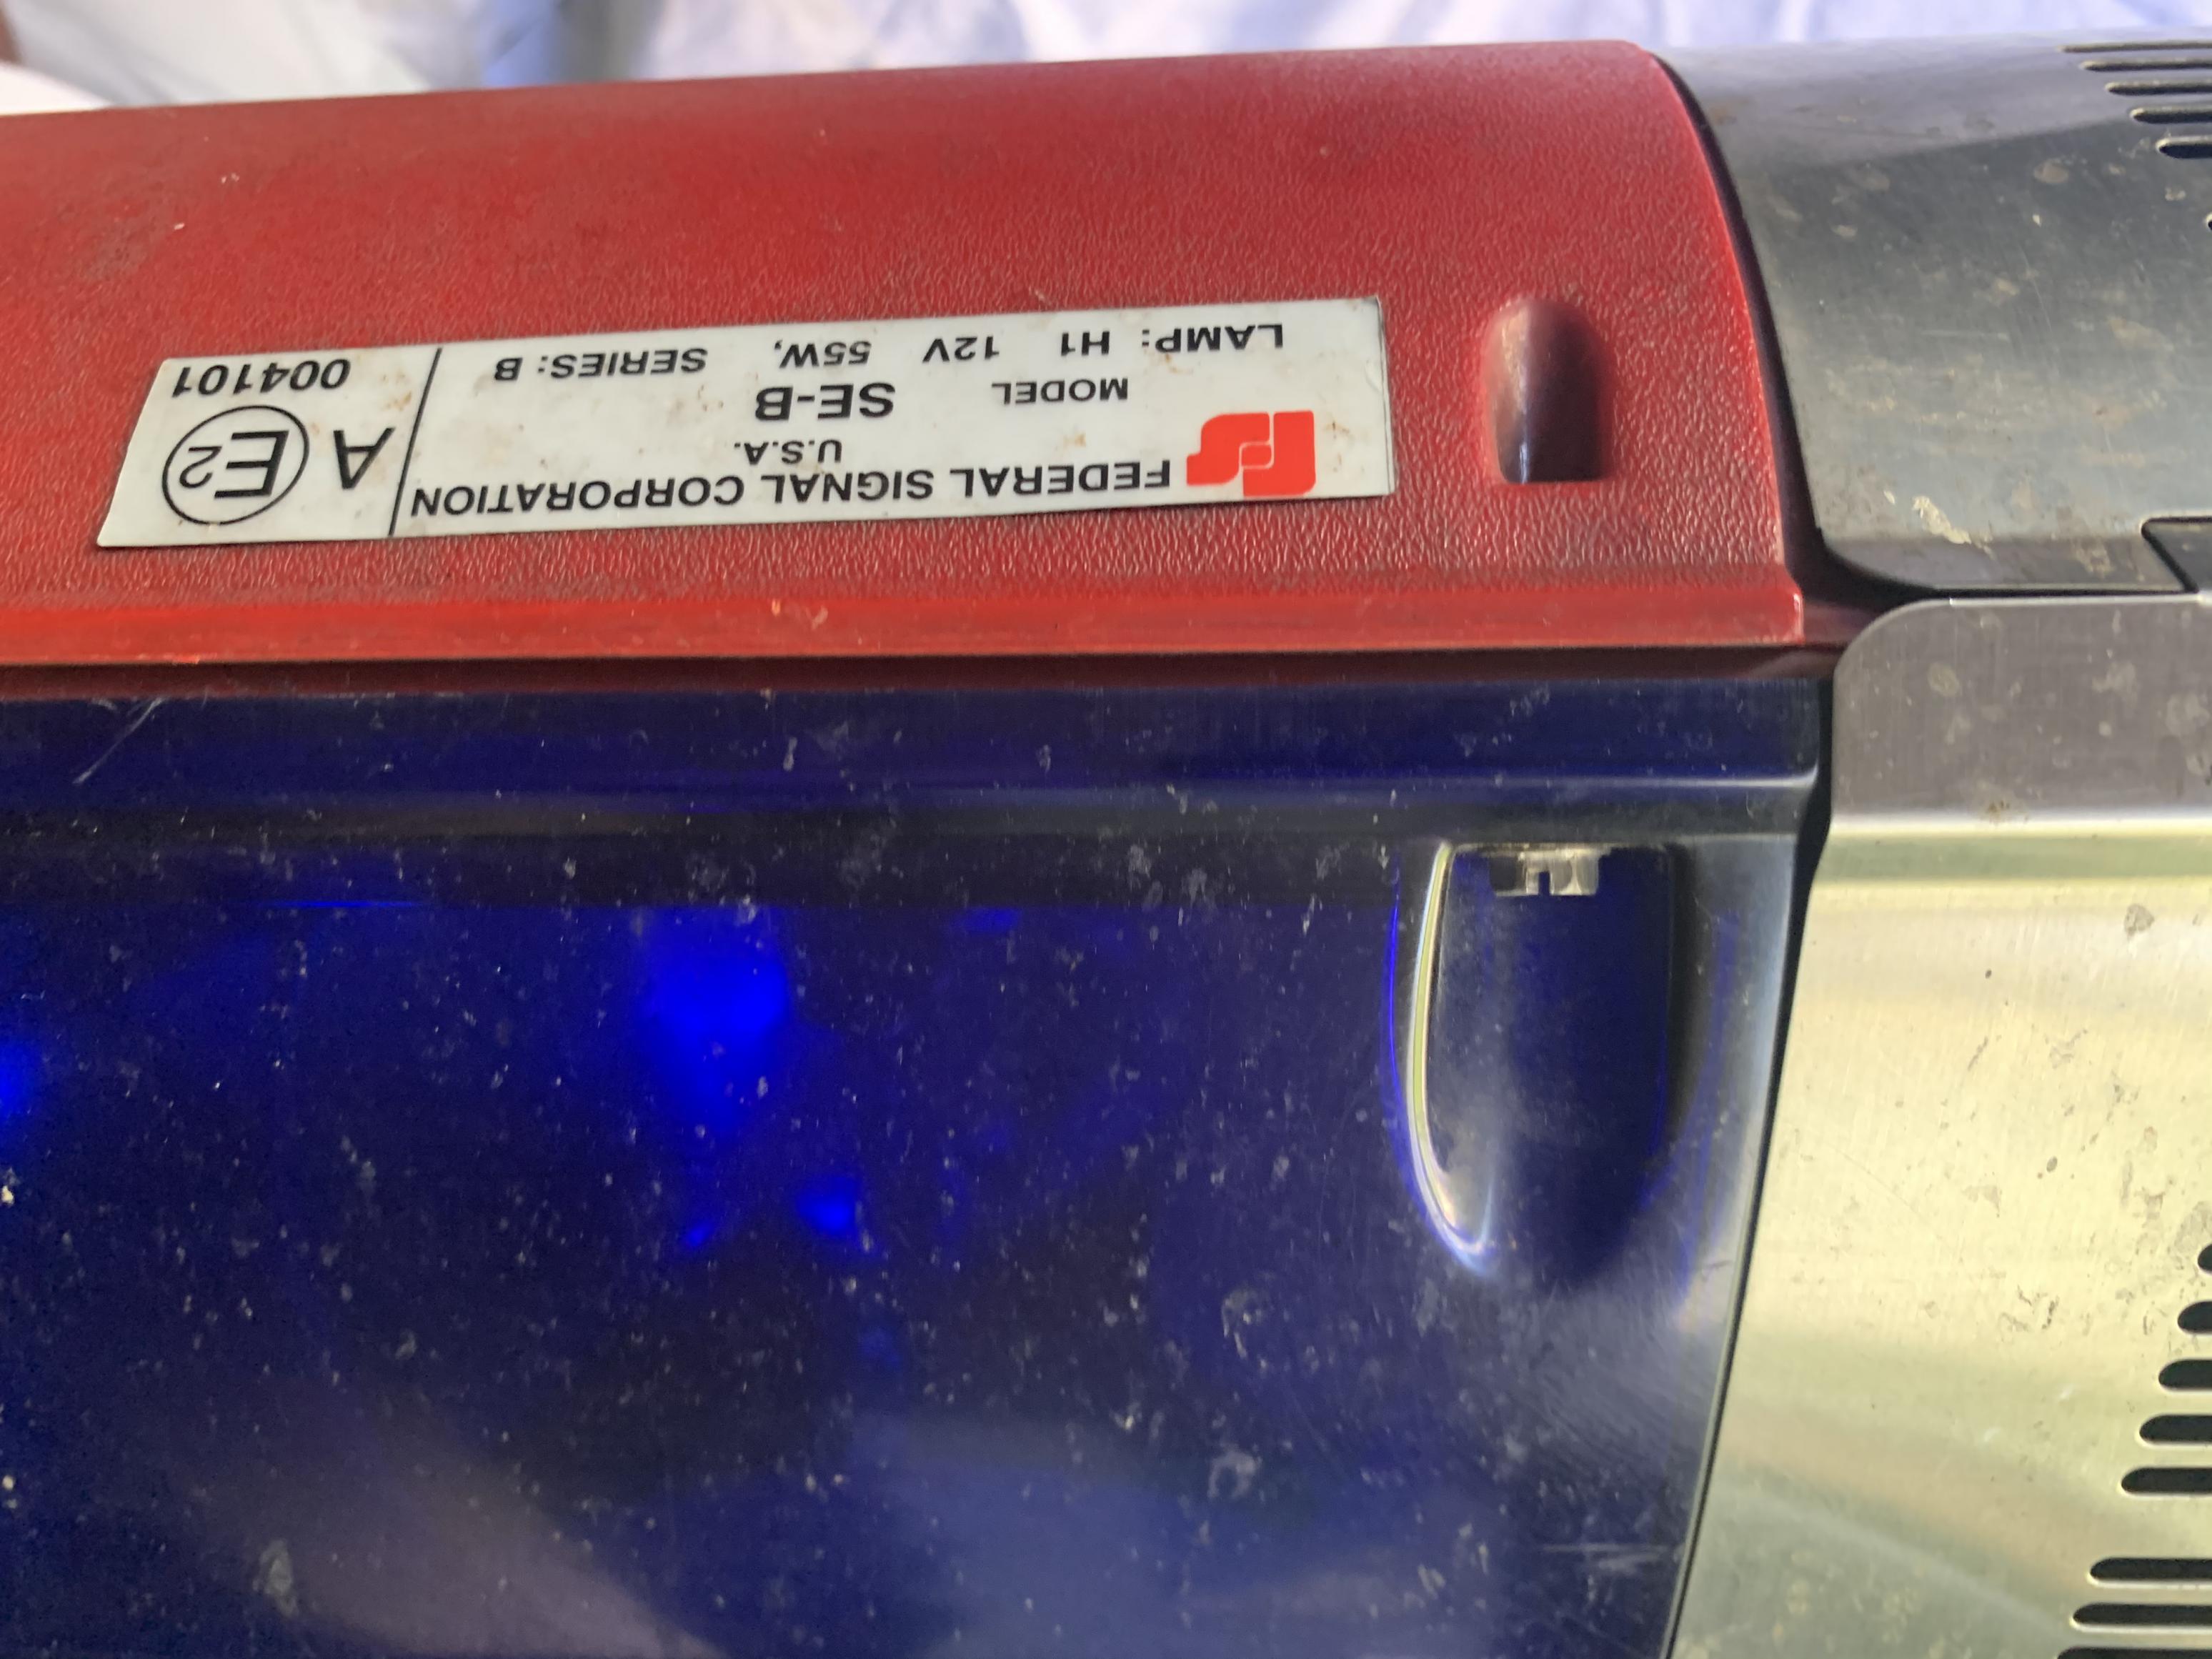 FEDERAL SIGNAL CORPORATION
U.S.A.
MODEL SE-B
LAMP: H1 12V 55W, SERIES: B
A E2
004101